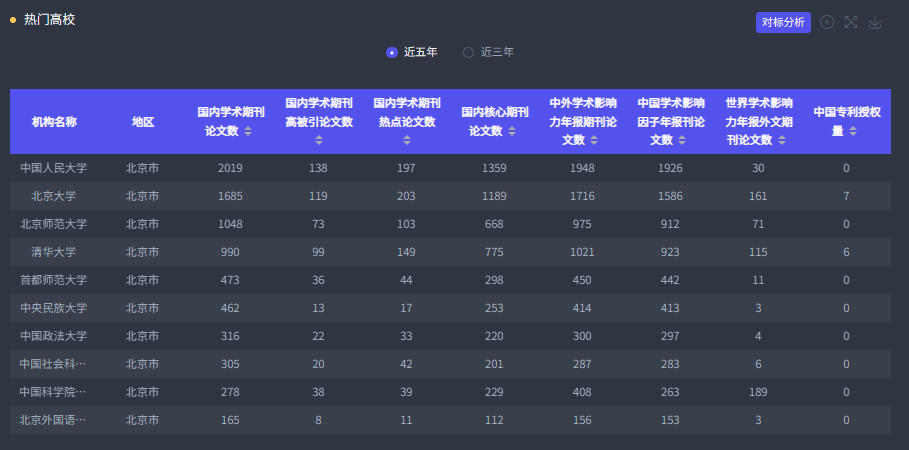 热门高校
对标分析
近五年 近三年
机构名称 地区 国内学术期刊论文数 国内学术期刊高被引论文数 国内学术期刊热点论文数 国内核心期刊论文数 中外学术影响力年报期刊论文数 中国学术影响因子年报刊论文数 世界学术影响力年报外文期刊论文数 中国专利授权量
中国人民大学 北京市 2019 138 197 1359 1948 1926 30 0
北京大学 北京市 1685 119 203 1189 1716 1586 161 7
北京师范大学 北京市 1048 73 103 668 975 912 71 0
清华大学 北京市 990 99 149 775 1021 923 115 6
首都师范大学 北京市 473 36 44 298 450 442 11 0
中央民族大学 北京市 462 13 17 253 414 413 3 0
中国政法大学 北京市 316 22 33 220 300 297 4 0
中国社会科… 北京市 305 20 42 201 287 283 6 0
中国科学院… 北京市 278 38 39 229 408 263 189 0
北京外国语… 北京市 165 8 11 112 156 153 3 0